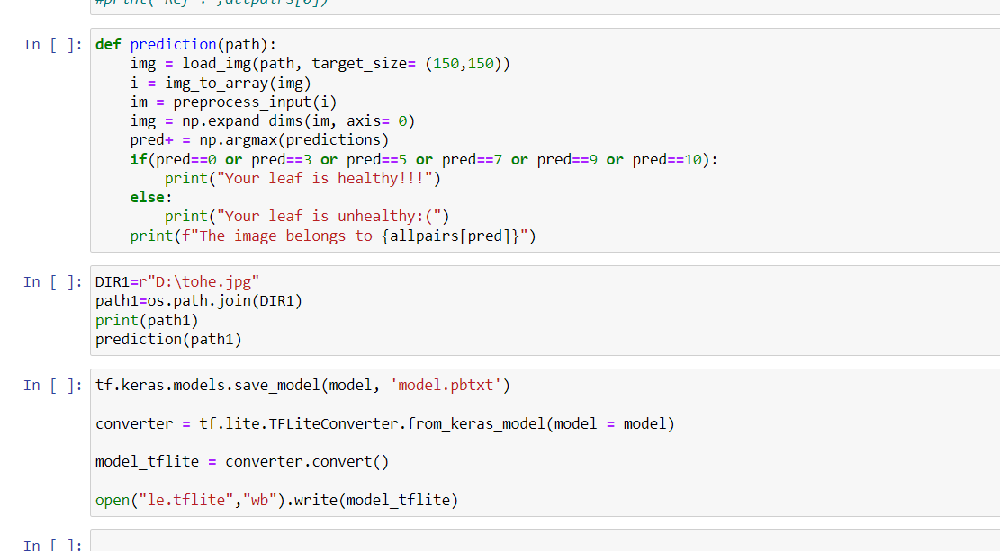 #print("Ref :",allpairs[0])
In [ ]: def prediction(path):
    img = load_img(path, target_size= (150,150))
    i = img_to_array(img)
    im = preprocess_input(i)
    img = np.expand_dims(im, axis= 0)
    pred+ = np.argmax(predictions)
    if(pred==0 or pred==3 or pred==5 or pred==7 or pred==9 or pred==10):
        print("Your leaf is healthy!!!")
    else:
        print("Your leaf is unhealthy:(")
    print(f"The image belongs to {allpairs[pred]}")
In [ ]: DIR1=r"D:\tohe.jpg"
path1=os.path.join(DIR1)
print(path1)
prediction(path1)
In [ ]: tf.keras.models.save_model(model, 'model.pbtxt')
converter = tf.lite.TFLiteConverter.from_keras_model(model = model)
model_tflite = converter.convert()
open("le.tflite","wb").write(model_tflite)
In [ ]: